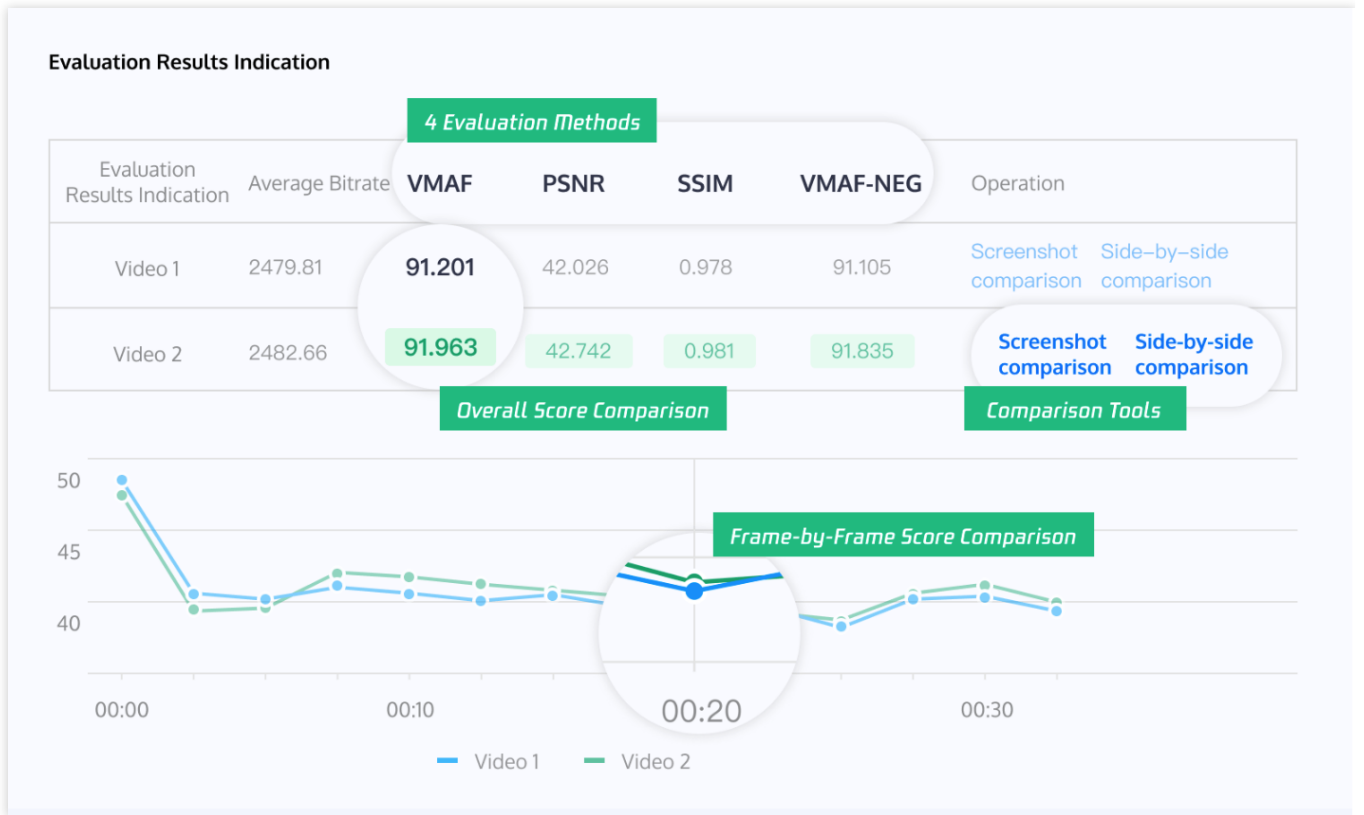 Evaluation Results Indication
4 Evaluation Methods
Evaluation
Results Indication
Average Bitrate
VMAF
PSNR
SSIM
VMAF-NEG
Operation
Video 1
2479.81
91.201
42.026
0.978
91.105
Screenshot
comparison
Side-by-side
comparison
Video 2
2482.66
91.963
42.742
0.981
91.835
Screenshot
comparison
Side-by-side
comparison
Overall Score Comparison
Comparison Tools
50
45
40
Frame-by-Frame Score Comparison
00:00
00:10
00:20
00:30
Video 1
Video 2